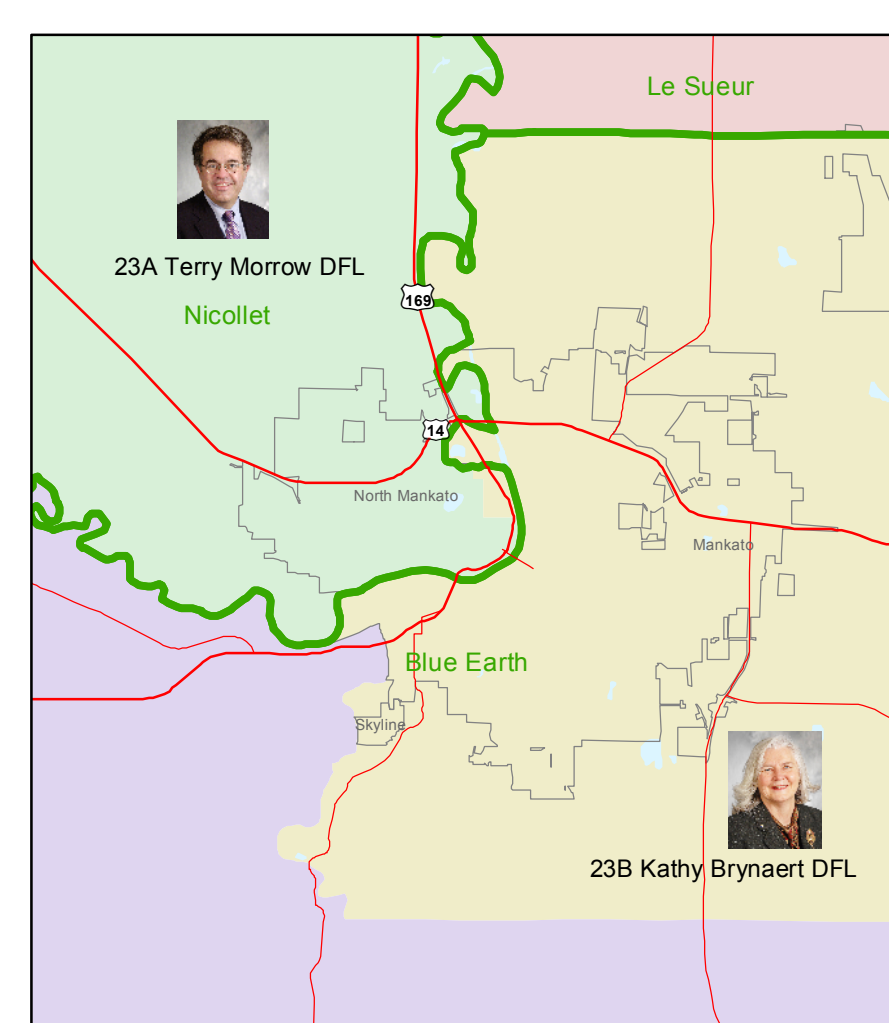 Le Sueur
23A Terry Morrow DFL
169
Nicollet
14
North Mankato
Mankato
Blue Earth
Skyline
23B Kathy Brynaert DFL